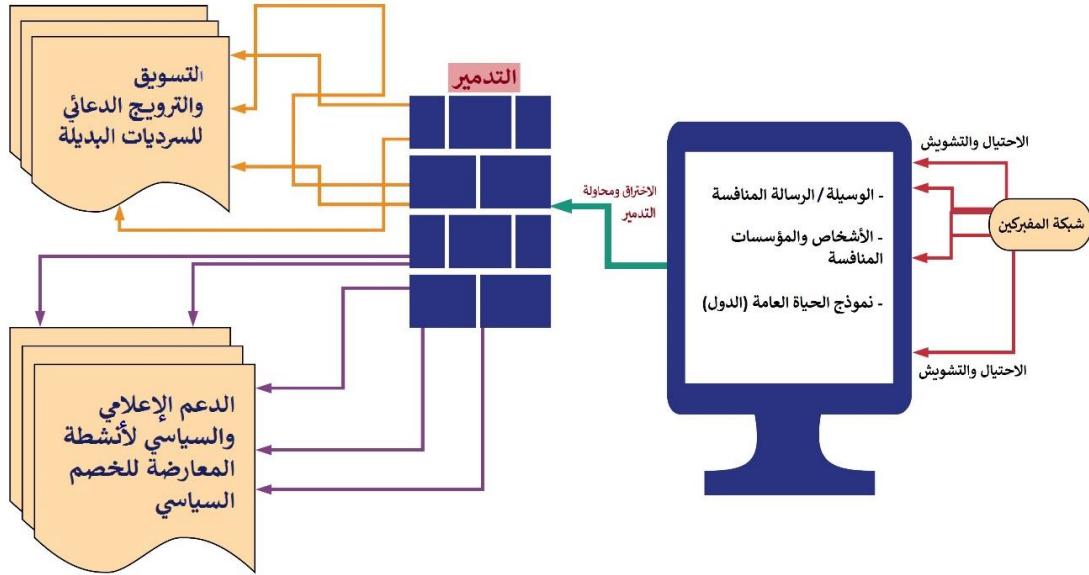 شبكة المفبركين
الاحتيال والتشويش
الاحتيال والتشويش
- الوسيلة / الرسالة المنافسة
- الأشخاص والمؤسسات
المنافسة
- نموذج الحياة العامة (الدول)
الاختراق ومحاولة
التدمير
التدمير
التسويق
والترويج الدعائي
للسرديات البديلة
الدعم الإعلامي
والسياسي لأنشطة
المعارضة للخصم
السياسي